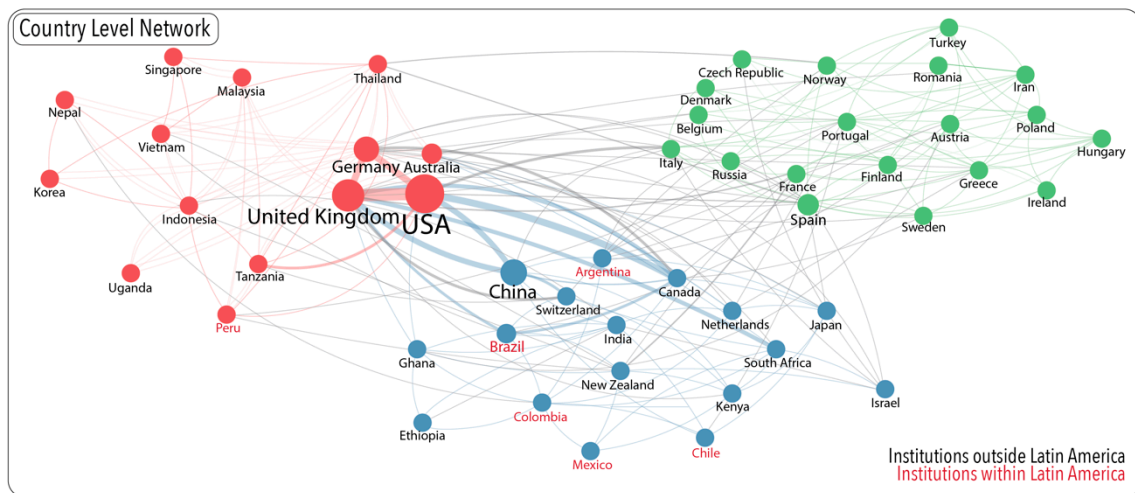 Country Level Network
Singapore
Malaysia
Thailand
Nepal
Vietnam
Korea
Indonesia
Germany
Australia
United Kingdom
USA
Uganda
Tanzania
Peru
Turkey
Czech Republic
Norway
Romania
Iran
Denmark
Belgium
Portugal
Austria
Poland
Hungary
Italy
Russia
France
Finland
Greece
Ireland
Spain
Sweden
China
Argentina
Canada
Switzerland
Netherlands
Japan
Brazil
India
Ghana
South Africa
New Zealand
Kenya
Israel
Colombia
Ethiopia
Mexico
Chile
Institutions outside Latin America
Institutions within Latin America